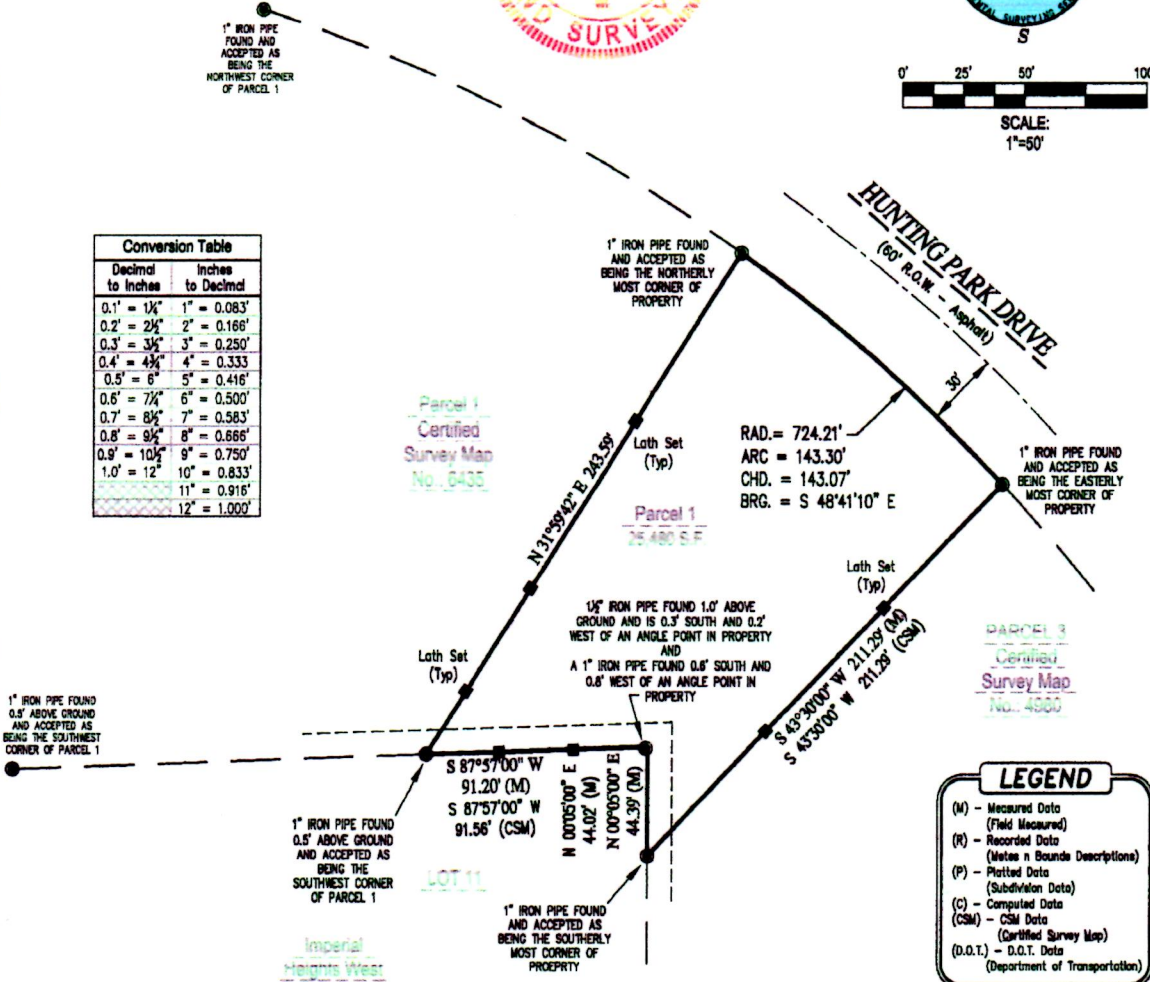 1" IRON PIPE
FOUND AND
ACCEPTED AS
BEING THE
NORTHWEST CORNER
OF PARCEL 1
ND SURVEY
S
0' 25' 50' 100
SCALE:
1"=50'
HUNTING PARK DRIVE
(60' R.O.W. - Asphalt)
30'
Conversion Table
Decimal to Inches
Inches to Decimal
0.1' = 1¼" 1" = 0.083'
0.2' = 2½" 2" = 0.166'
0.3' = 3½" 3" = 0.250'
0.4' = 4¾" 4" = 0.333
0.5' = 6" 5" = 0.416'
0.6' = 7¼" 6" = 0.500'
0.7' = 8½" 7" = 0.583'
0.8' = 9½" 8" = 0.666'
0.9' = 10½" 9" = 0.750'
1.0' = 12" 10" = 0.833'
11" = 0.916'
12" = 1.000'
1" IRON PIPE FOUND
AND ACCEPTED AS
BEING THE NORTHERLY
MOST CORNER OF
PROPERTY
Parcel 1
Certified
Survey Map
No.: 6435
N 31°59'42" E 243.59'
Lath Set
(Typ)
RAD.= 724.21'
ARC = 143.30'
CHD. = 143.07'
BRG. = S 48°41'10" E
1" IRON PIPE FOUND
AND ACCEPTED AS
BEING THE EASTERLY
MOST CORNER OF
PROPERTY
Parcel 1
25,480 S.F.
Lath Set
(Typ)
1½" IRON PIPE FOUND 1.0' ABOVE
GROUND AND IS 0.3' SOUTH AND 0.2'
WEST OF AN ANGLE POINT IN PROPERTY
AND
A 1" IRON PIPE FOUND 0.6' SOUTH AND
0.8' WEST OF AN ANGLE POINT IN
PROPERTY
S 43°30'00" W 211.29' (M)
S 43°30'00" W 211.29' (CSM)
PARCEL 3
Certified
Survey Map
No.: 4980
Lath Set
(Typ)
1" IRON PIPE FOUND
0.5' ABOVE GROUND
AND ACCEPTED AS
BEING THE SOUTHWEST
CORNER OF PARCEL 1
S 87°57'00" W
91.20' (M)
S 87°57'00" W
91.56' (CSM)
N 00°05'00" E
44.02' (M)
N 00°05'00" E
44.39' (M)
1" IRON PIPE FOUND
0.5' ABOVE GROUND
AND ACCEPTED AS
BEING THE
SOUTHWEST CORNER
OF PARCEL 1
LOT 11
1" IRON PIPE FOUND
AND ACCEPTED AS
BEING THE SOUTHERLY
MOST CORNER OF
PROEPRTY
Imperial
Heights West
LEGEND
(M) - Measured Data
(Field Measured)
(R) - Recorded Data
(Metes n Bounds Descriptions)
(P) - Platted Data
(Subdivision Data)
(C) - Computed Data
(CSM) - CSM Data
(Certified Survey Map)
(D.O.T.) - D.O.T. Data
(Department of Transportation)